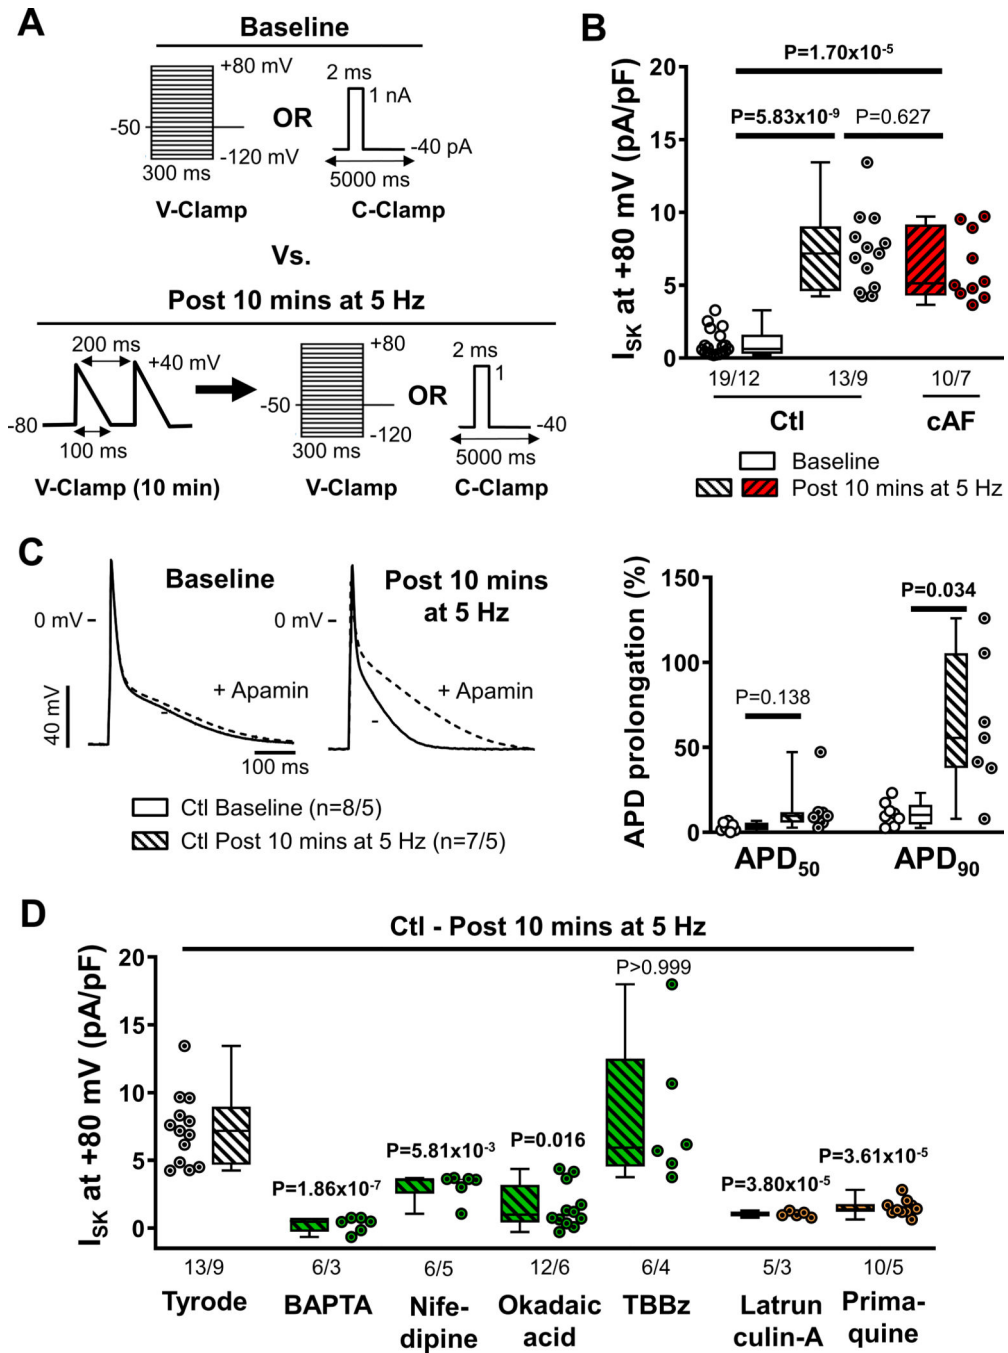 A
Baseline
+80 mV
-50
-120 mV
300 ms
V-Clamp
OR
2 ms
1 nA
-40 pA
5000 ms
C-Clamp
Vs.
Post 10 mins at 5 Hz
200 ms
+40 mV
-80
100 ms
V-Clamp (10 min)
+80
-50
-120
300 ms
V-Clamp
OR
2 ms
1
-40
5000 ms
C-Clamp
B
P=1.70x10-5
P=5.83x10-9
P=0.627
ISK at +80 mV (pA/pF)
20
15
10
5
0
19/12
13/9
10/7
Ctl
cAF
Baseline
Post 10 mins at 5 Hz
C
Baseline
0 mV -
40 mV
+ Apamin
-
100 ms
Post 10 mins
at 5 Hz
0 mV -
+ Apamin
-
Ctl Baseline (n=8/5)
Ctl Post 10 mins at 5 Hz (n=7/5)
APD prolongation (%)
150
100
50
0
P=0.138
P=0.034
APD50
APD90
D
Ctl - Post 10 mins at 5 Hz
ISK at +80 mV (pA/pF)
20
15
10
5
0
P=1.86x10-7
P=5.81x10-3
P=0.016
P>0.999
P=3.80x10-5
P=3.61x10-5
13/9
6/3
6/5
12/6
6/4
5/3
10/5
Tyrode
BAPTA
Nife-
dipine
Okadaic
acid
TBBz
Latrun
culin-A
Prima-
quine